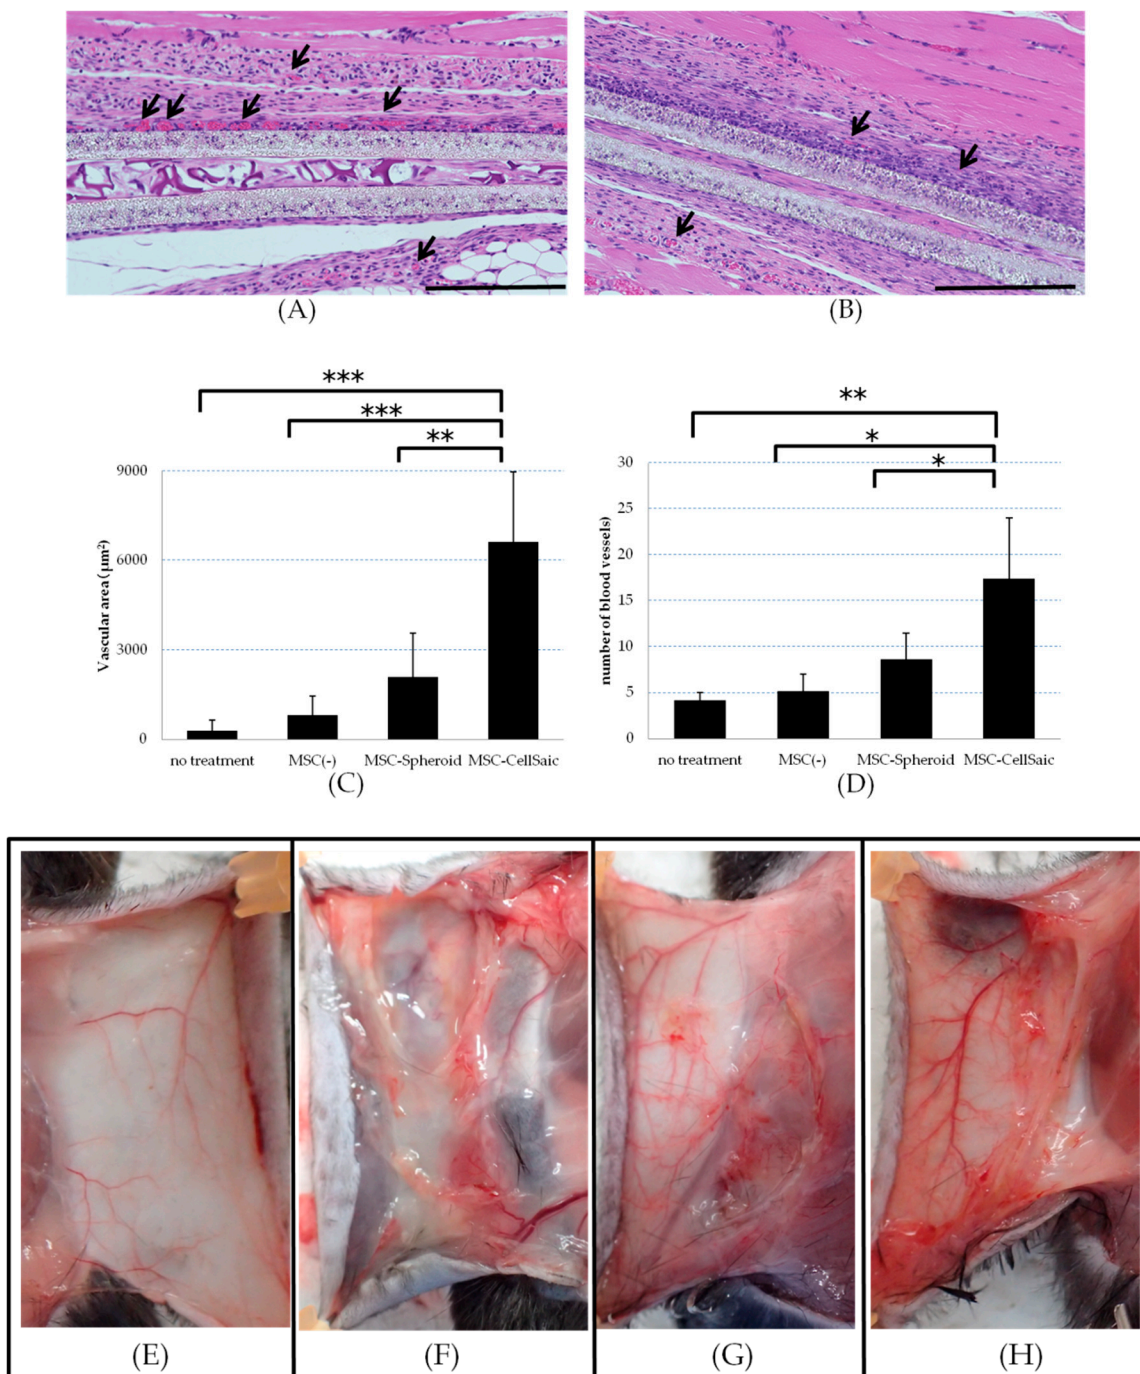 (A)
(B)
***
***
**
9000
6000
3000
0
Vascular area (μm²)
no treatment
MSC(-)
MSC-Spheroid
MSC-CellSaic
(C)
**
*
*
30
25
20
15
10
5
0
number of blood vessels)
no treatment
MSC(-)
MSC-Spheroid
MSC-CellSaic
(D)
(E)
(F)
(G)
(H)